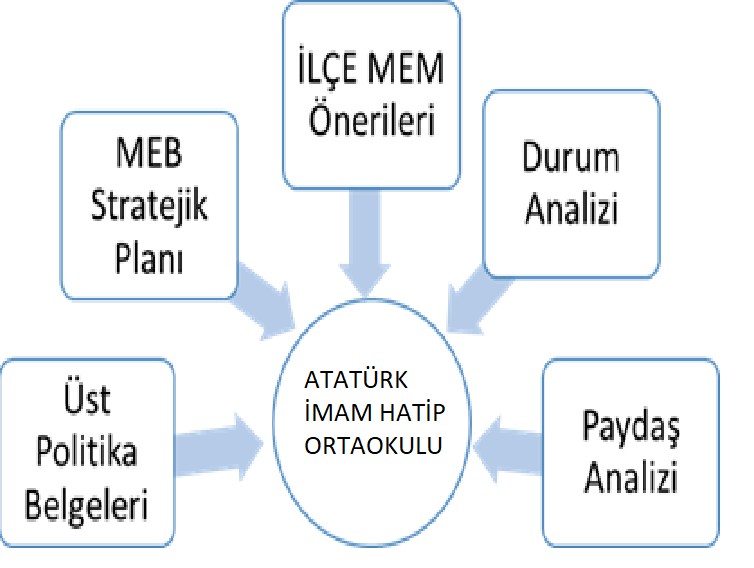 İLÇE MEM
Önerileri
MEB
Stratejik
Planı
Durum
Analizi
Üst
Politika
Belgeleri
ATATÜRK
İMAM HATİP
ORTAOKULU
Paydaş
Analizi